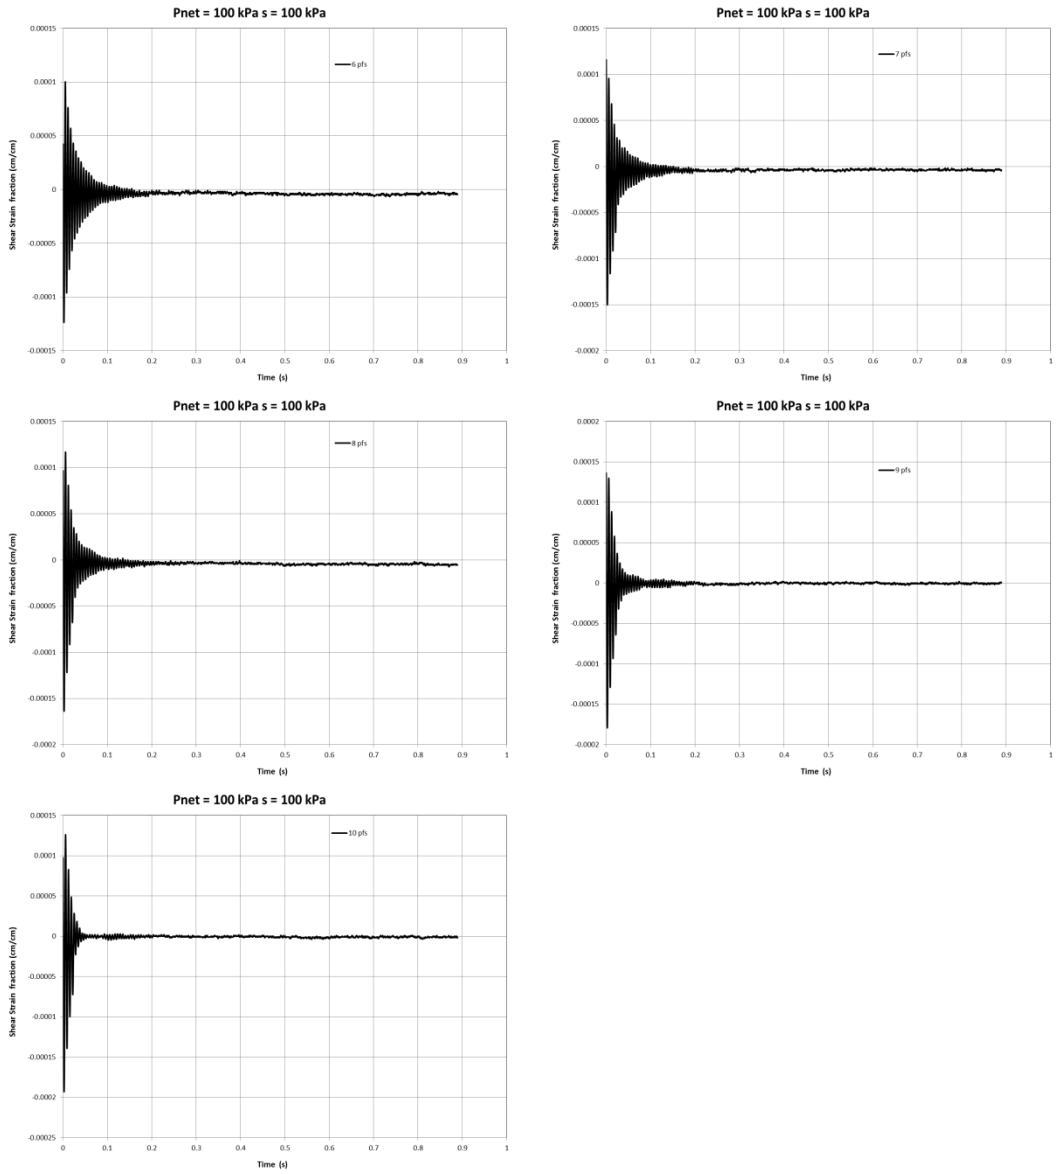 Pnet = 100 kPa s = 100 kPa
0.00015
0.0001
0.00005
0
-0.00005
-0.0001
-0.00015
Shear Strain fraction (cm/cm)
6 pfs
0 0.1 0.2 0.3 0.4 0.5 0.6 0.7 0.8 0.9 1
Time (s)
Pnet = 100 kPa s = 100 kPa
0.00015
0.0001
0.00005
0
-0.00005
-0.0001
-0.00015
-0.0002
Shear Strain fraction (cm/cm)
7 pfs
0 0.1 0.2 0.3 0.4 0.5 0.6 0.7 0.8 0.9 1
Time (s)
Pnet = 100 kPa s = 100 kPa
0.00015
0.0001
0.00005
0
-0.00005
-0.0001
-0.00015
-0.0002
Shear Strain fraction (cm/cm)
8 pfs
0 0.1 0.2 0.3 0.4 0.5 0.6 0.7 0.8 0.9 1
Time (s)
Pnet = 100 kPa s = 100 kPa
0.0002
0.00015
0.0001
0.00005
0
-0.00005
-0.0001
-0.00015
-0.0002
Shear Strain fraction (cm/cm)
9 pfs
0 0.1 0.2 0.3 0.4 0.5 0.6 0.7 0.8 0.9 1
Time (s)
Pnet = 100 kPa s = 100 kPa
0.00015
0.0001
0.00005
0
-0.00005
-0.0001
-0.00015
-0.0002
-0.00025
Shear Strain fraction (cm/cm)
10 pfs
0 0.1 0.2 0.3 0.4 0.5 0.6 0.7 0.8 0.9 1
Time (s)